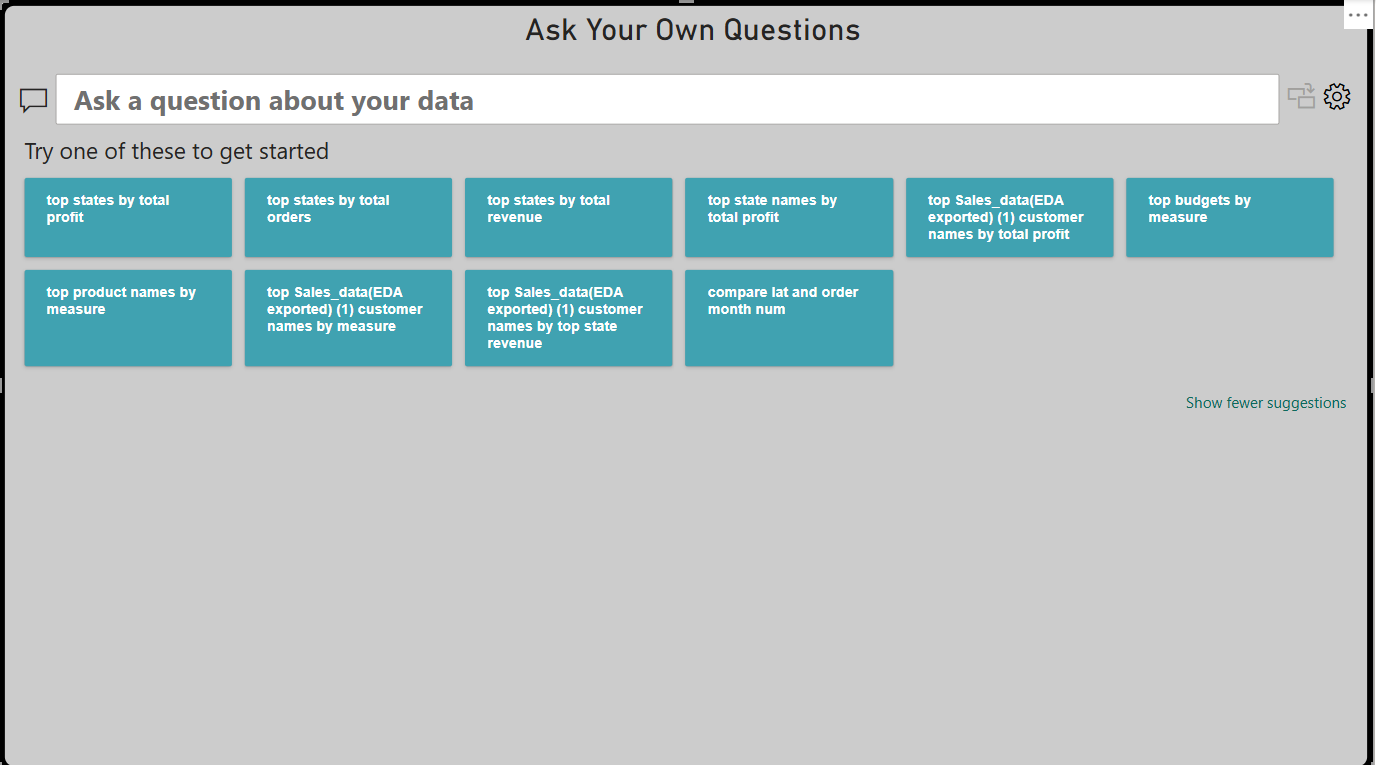 Ask Your Own Questions
Ask a question about your data
Try one of these to get started
top states by total
profit
top states by total
orders
top states by total
revenue
top state names by
total profit
top Sales_data(EDA
exported) (1) customer
names by total profit
top budgets by
measure
top product names by
measure
top Sales_data(EDA
exported) (1) customer
names by measure
top Sales_data(EDA
exported) (1) customer
names by top state
revenue
compare lat and order
month num
Show fewer suggestions